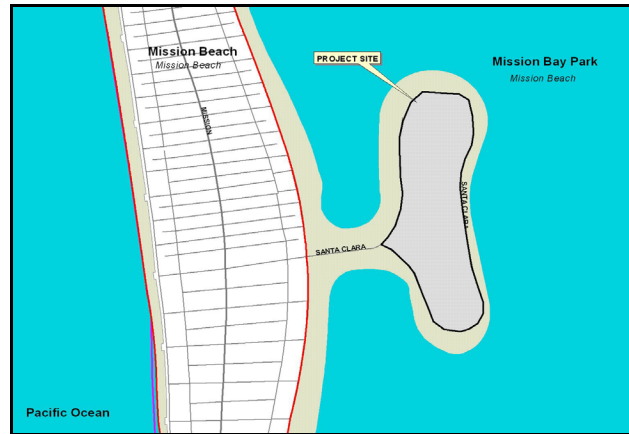 Mission Beach
Mission Beach
PROJECT SITE
Mission Bay Park
Mission Beach
MISSION
SANTA CLARA
SANTA CLARA
Pacific Ocean